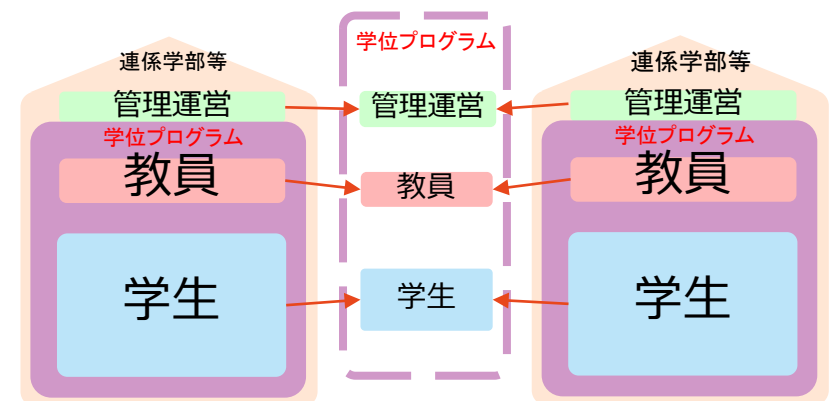 連係学部等
管理運営
学位プログラム
教員
学生
学位プログラム
管理運営
教員
学生
連係学部等
管理運営
学位プログラム
教員
学生